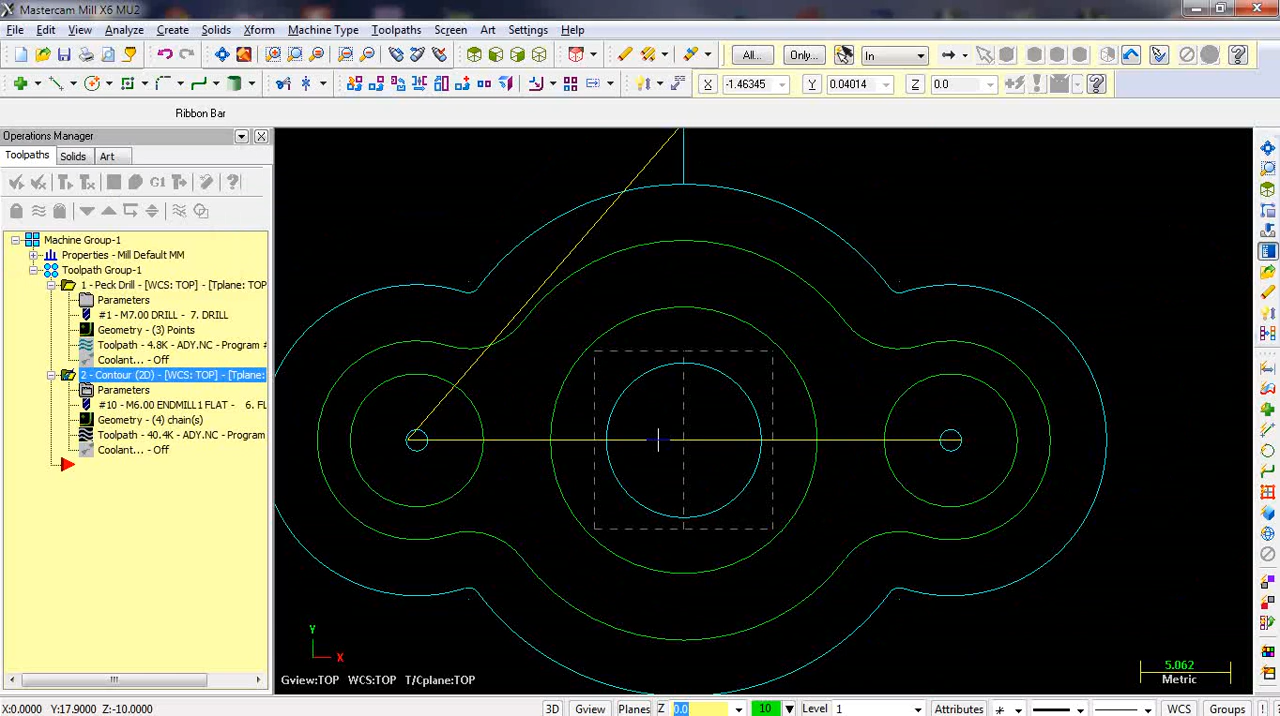 Mastercam Mill X6 MU2
File Edit View Analyze Create Solids Xform Machine Type Toolpaths Screen Art Settings Help
All... Only... In
X -1.46345 Y 0.04014 Z 0.0
Ribbon Bar
Operations Manager
Toolpaths Solids Art
G1
Machine Group-1
Properties - Mill Default MM
Toolpath Group-1
1 - Peck Drill - [WCS: TOP] - [Tplane: TOP
Parameters
#1 - M7.00 DRILL - 7. DRILL
Geometry - (3) Points
Toolpath - 4.8K - ADY.NC - Program #
Coolant... - Off
2 - Contour (2D) - [WCS: TOP] - [Tplane:
Parameters
#10 - M6.00 ENDMILL1 FLAT - 6. FL
Geometry - (4) chain(s)
Toolpath - 40.4K - ADY.NC - Program
Coolant... - Off
Y
X
Gview:TOP WCS:TOP T/Cplane:TOP
5.062
Metric
X:0.0000 Y:17.9000 Z:-10.0000 3D Gview Planes Z 0.0 10 Level 1 Attributes WCS Groups